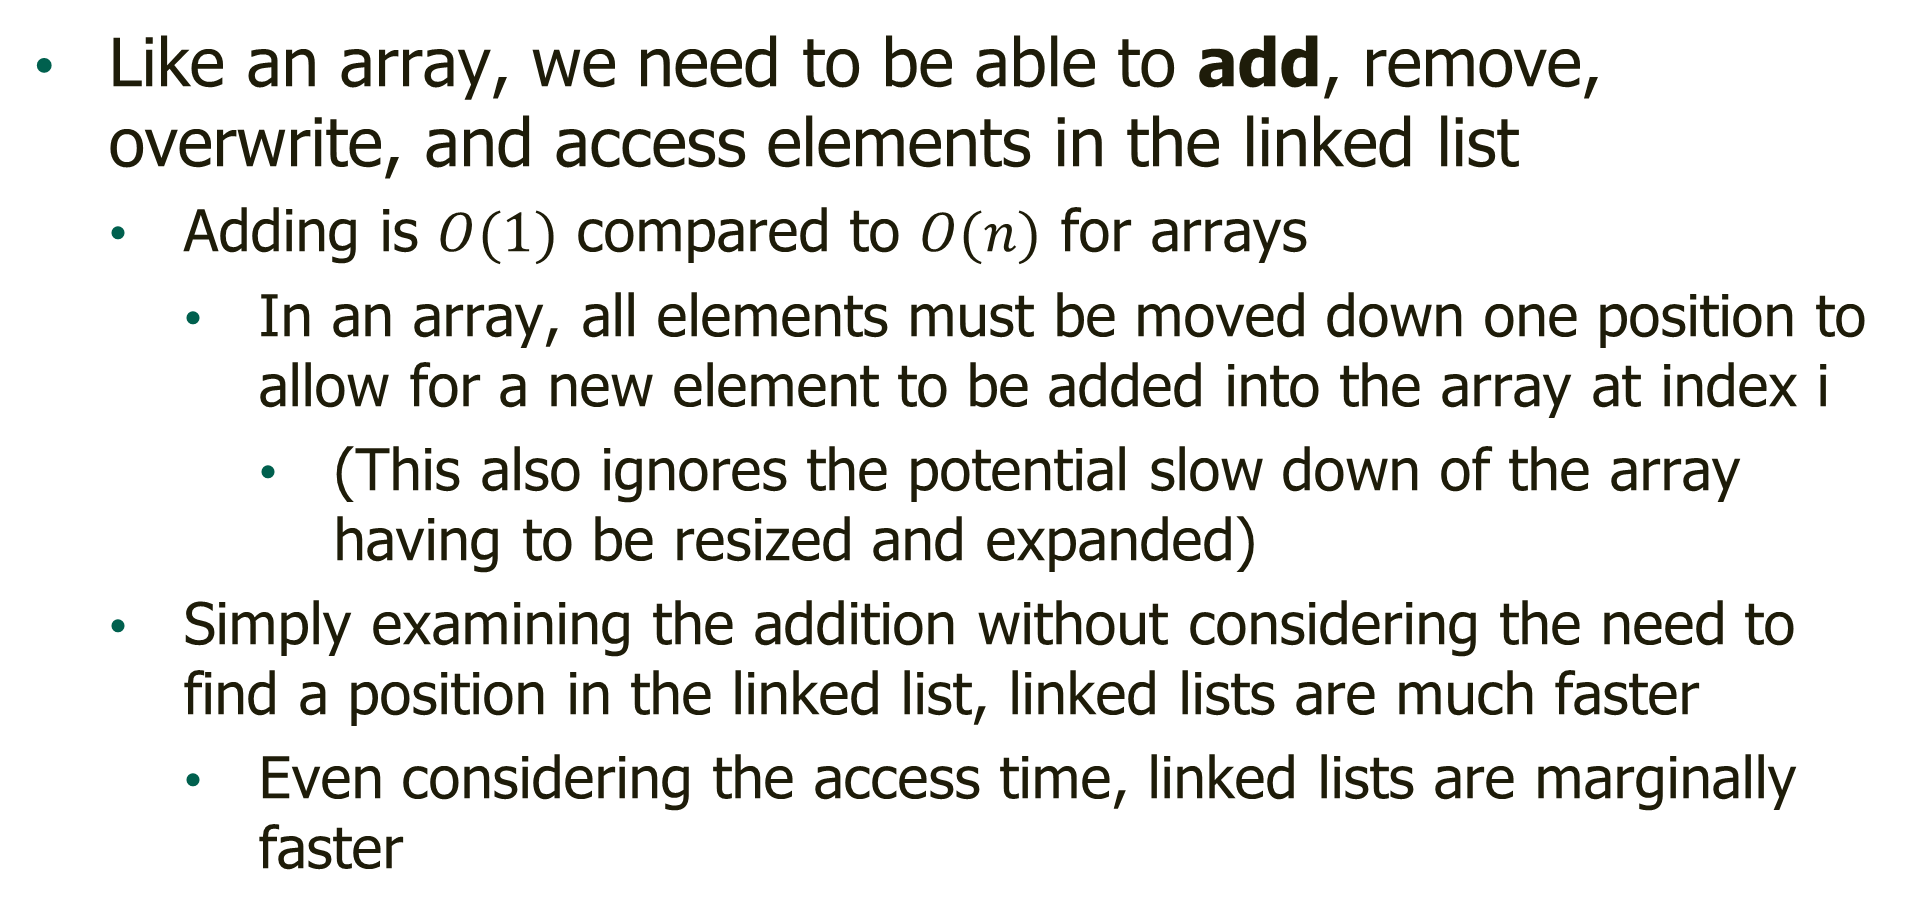 • Like an array, we need to be able to add, remove,
overwrite, and access elements in the linked list
• Adding is O(1) compared to O(n) for arrays
• In an array, all elements must be moved down one position to
allow for a new element to be added into the array at index i
• (This also ignores the potential slow down of the array
having to be resized and expanded)
• Simply examining the addition without considering the need to
find a position in the linked list, linked lists are much faster
• Even considering the access time, linked lists are marginally
faster